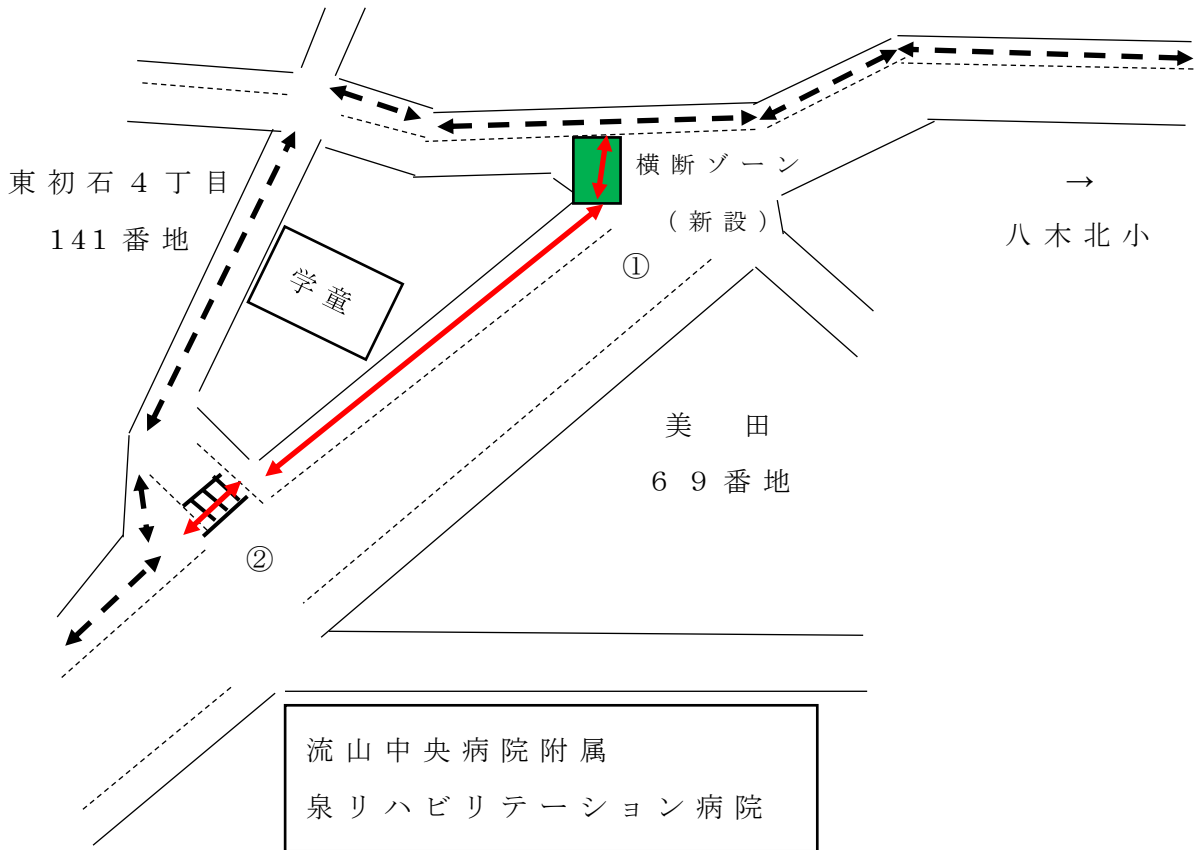 東初石4丁目
141番地
学童
横断ゾーン
（新設）
①
→
八木北小
美　田
６９番地
②
流山中央病院附属
泉リハビリテーション病院